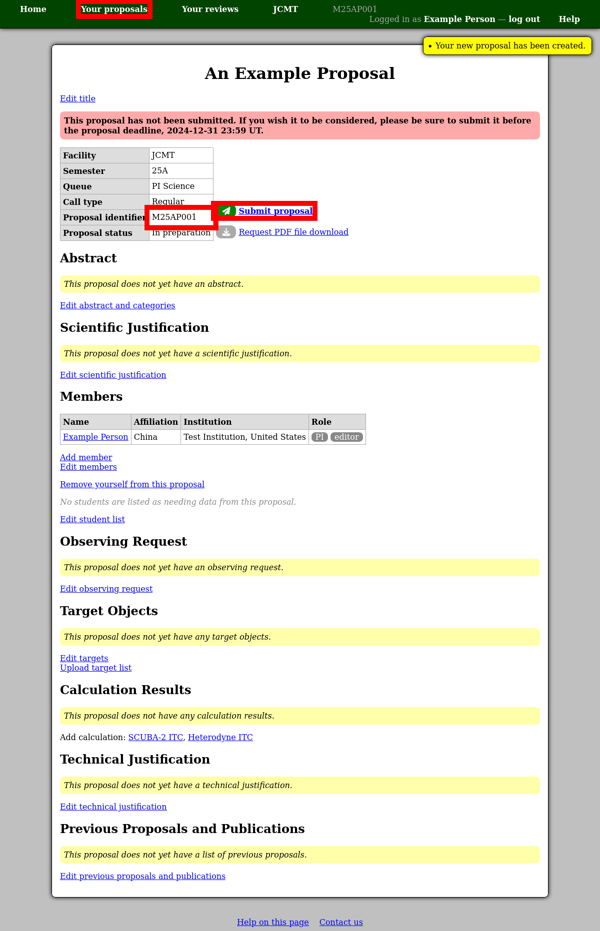 Home Your proposals Your reviews JCMT M25AP001
Logged in as Example Person — log out Help
• Your new proposal has been created.
An Example Proposal
Edit title
This proposal has not been submitted. If you wish it to be considered, please be sure to submit it before
the proposal deadline, 2024-12-31 23:59 UT.
Facility JCMT
Semester 25A
Queue PI Science
Call type Regular
Proposal identifier M25AP001
Proposal status In preparation
Submit proposal
Request PDF file download
Abstract
This proposal does not yet have an abstract.
Edit abstract and categories
Scientific Justification
This proposal does not yet have a scientific justification.
Edit scientific justification
Members
Name Affiliation Institution Role
Example Person China Test Institution, United States PI editor
Add member
Edit members
Remove yourself from this proposal
No students are listed as needing data from this proposal.
Edit student list
Observing Request
This proposal does not yet have an observing request.
Edit observing request
Target Objects
This proposal does not yet have any target objects.
Edit targets
Upload target list
Calculation Results
This proposal does not have any calculation results.
Add calculation: SCUBA-2 ITC, Heterodyne ITC
Technical Justification
This proposal does not yet have a technical justification.
Edit technical justification
Previous Proposals and Publications
This proposal does not yet have a list of previous proposals.
Edit previous proposals and publications
Help on this page Contact us